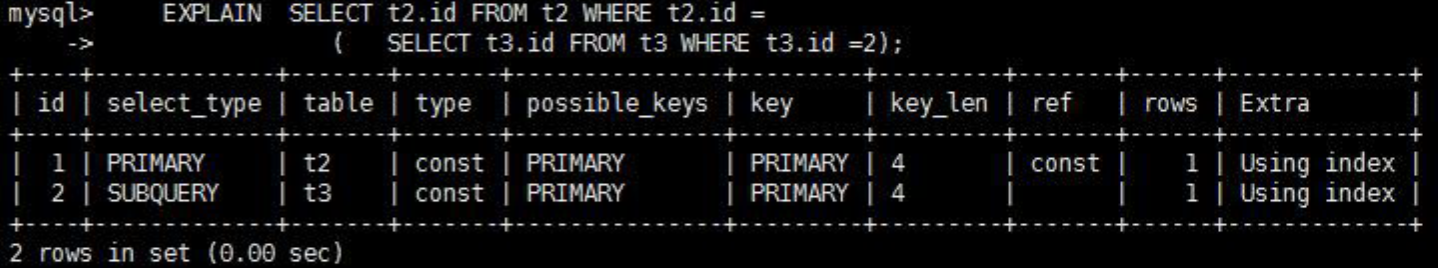 mysql>     EXPLAIN  SELECT t2.id FROM t2 WHERE t2.id =
    ->               (   SELECT t3.id FROM t3 WHERE t3.id =2);
+----+-------------+-------+-------+---------------+---------+---------+-------+------+-------------+
| id | select_type | table | type  | possible_keys | key     | key_len | ref   | rows | Extra       |
+----+-------------+-------+-------+---------------+---------+---------+-------+------+-------------+
|  1 | PRIMARY     | t2    | const | PRIMARY       | PRIMARY | 4       | const |    1 | Using index |
|  2 | SUBQUERY    | t3    | const | PRIMARY       | PRIMARY | 4       |       |    1 | Using index |
+----+-------------+-------+-------+---------------+---------+---------+-------+------+-------------+
2 rows in set (0.00 sec)